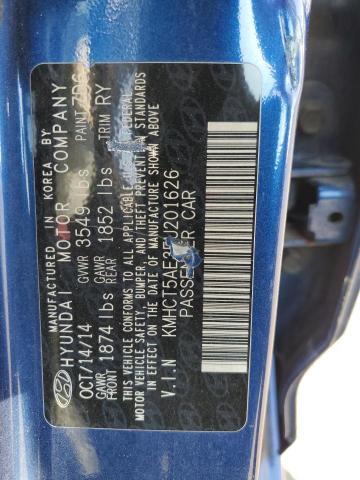 MANUFACTURED IN KOREA BY
HYUNDAI MOTOR COMPANY
OCT/14/14 GVWR 3549 lbs PAINT
GAWR FRONT 1874 lbs GAWR REAR 1852 lbs TRIM RY
THIS VEHICLE CONFORMS TO ALL FEDERAL
MOTOR VEHICLE SAFETY, BUMPER, AND THEFT PREVENTION STANDARDS
IN EFFECT ON THE DATE OF MANUFACTURE SHOWN ABOVE
V.I.N
PASSENGER CAR